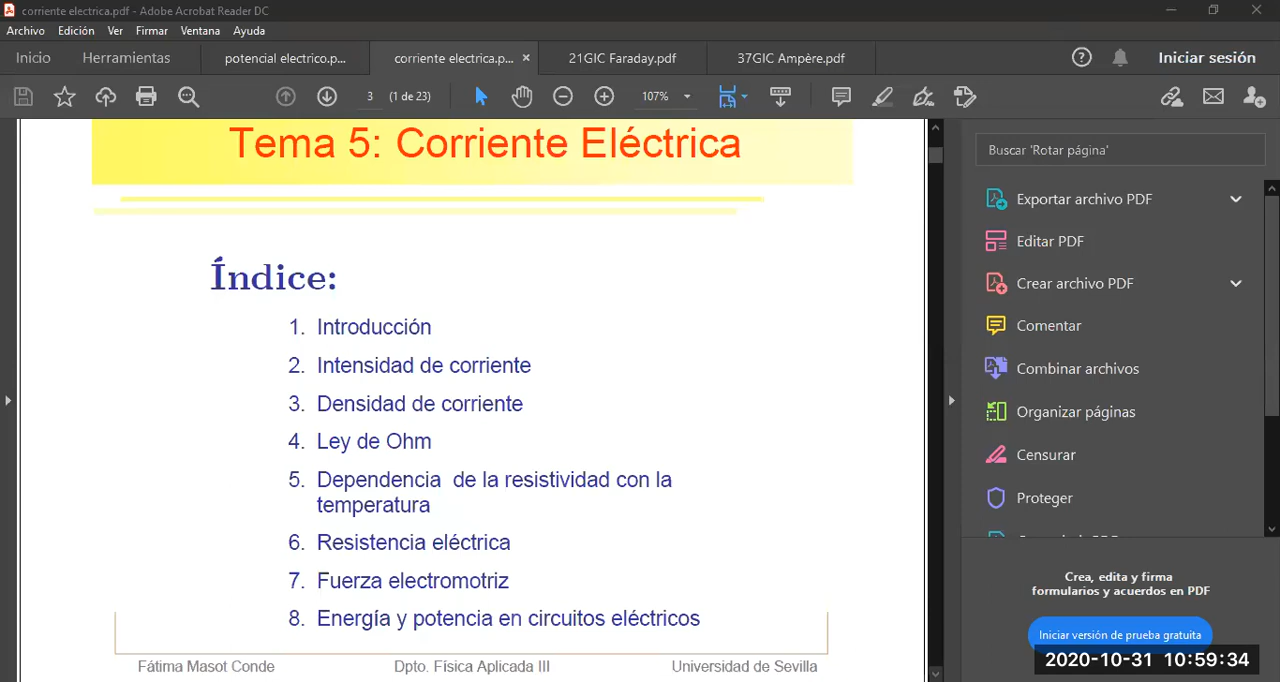 corriente electrica.pdf - Adobe Acrobat Reader DC
Archivo Edición Ver Firmar Ventana Ayuda
Inicio Herramientas potencial electrico.p... corriente electrica.p... × 21GIC Faraday.pdf 37GIC Ampère.pdf Iniciar sesión
3 (1 de 23) 107%
Tema 5: Corriente Eléctrica
Índice:
1. Introducción
2. Intensidad de corriente
3. Densidad de corriente
4. Ley de Ohm
5. Dependencia de la resistividad con la
temperatura
6. Resistencia eléctrica
7. Fuerza electromotriz
8. Energía y potencia en circuitos eléctricos
Fátima Masot Conde Dpto. Física Aplicada III Universidad de Sevilla
Buscar 'Rotar página'
Exportar archivo PDF
Editar PDF
Crear archivo PDF
Comentar
Combinar archivos
Organizar páginas
Censurar
Proteger
Crea, edita y firma
formularios y acuerdos en PDF
Iniciar versión de prueba gratuita
2020-10-31 10:59:34